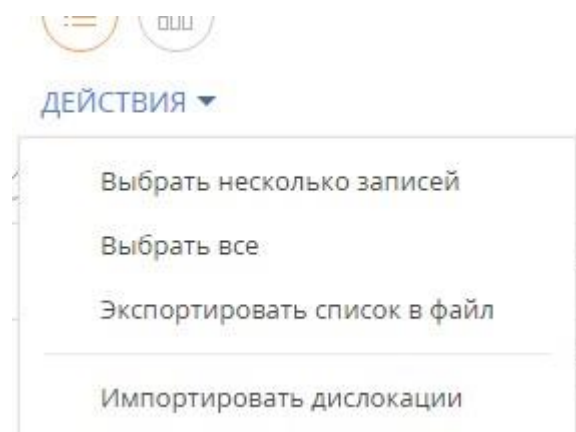 ДЕЙСТВИЯ
Выбрать несколько записей
Выбрать все
Экспортировать список в файл
Импортировать дислокации